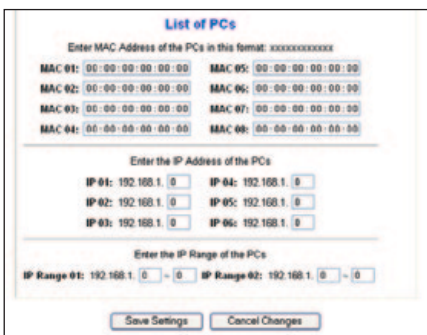 List of PCs
Enter MAC Address of the PCs in this format: xxxxxxxxxxxx
MAC 01: 00:00:00:00:00:00 MAC 05: 00:00:00:00:00:00
MAC 02: 00:00:00:00:00:00 MAC 06: 00:00:00:00:00:00
MAC 03: 00:00:00:00:00:00 MAC 07: 00:00:00:00:00:00
MAC 04: 00:00:00:00:00:00 MAC 08: 00:00:00:00:00:00
Enter the IP Address of the PCs
IP 01: 192.168.1. 0 IP 04: 192.168.1. 0
IP 02: 192.168.1. 0 IP 05: 192.168.1. 0
IP 03: 192.168.1. 0 IP 06: 192.168.1. 0
Enter the IP Range of the PCs
IP Range 01: 192.168.1. 0 ~ 0 IP Range 02: 192.168.1. 0 ~ 0
Save Settings Cancel Changes